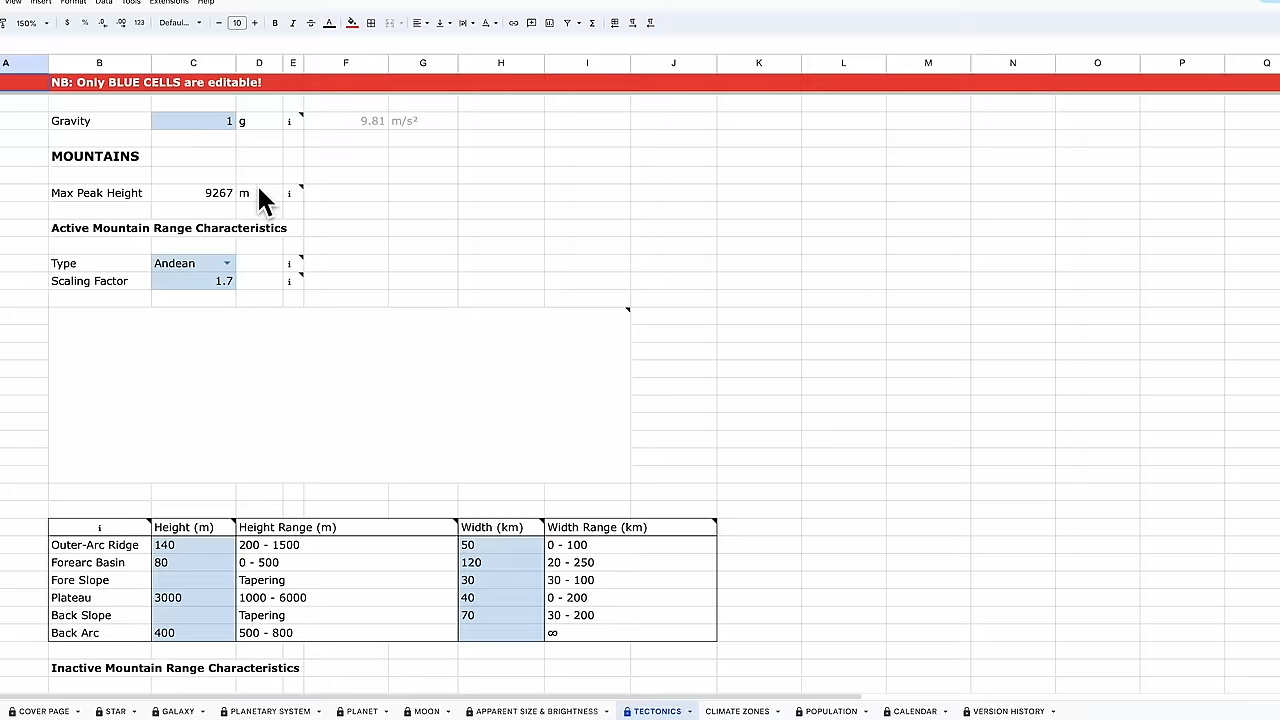 View Insert Format Data Tools Extensions Help
150% $ % .0 .00 123 Defaul... − 10 + B I S A
A B C D E F G H I J K L M N O P Q
NB: Only BLUE CELLS are editable!
Gravity 1 g i 9.81 m/s²
MOUNTAINS
Max Peak Height 9267 m i
Active Mountain Range Characteristics
Type Andean i
Scaling Factor 1.7 i
i Height (m) Height Range (m) Width (km) Width Range (km)
Outer-Arc Ridge 140 200 - 1500 50 0 - 100
Forearc Basin 80 0 - 500 120 20 - 250
Fore Slope Tapering 30 30 - 100
Plateau 3000 1000 - 6000 40 0 - 200
Back Slope Tapering 70 30 - 200
Back Arc 400 500 - 800 ∞
Inactive Mountain Range Characteristics
COVER PAGE STAR GALAXY PLANETARY SYSTEM PLANET MOON APPARENT SIZE & BRIGHTNESS TECTONICS CLIMATE ZONES POPULATION CALENDAR VERSION HISTORY